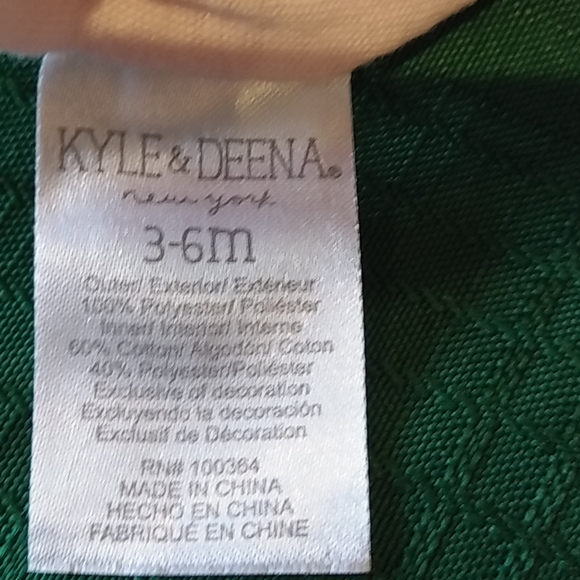 KYLE & DEENA®
new york
3-6m
Outer/ Exterior/ Extérieur
100% Polyester/ Poliéster
Inner/ Interior/ Interne
60% Cotton/ Algodón/ Coton
40% Polyester/Poliéster
Exclusive of decoration
Excluyendo la decoración
Exclusif de Décoration
RN# 100364
MADE IN CHINA
HECHO EN CHINA
FABRIQUÉ EN CHINE